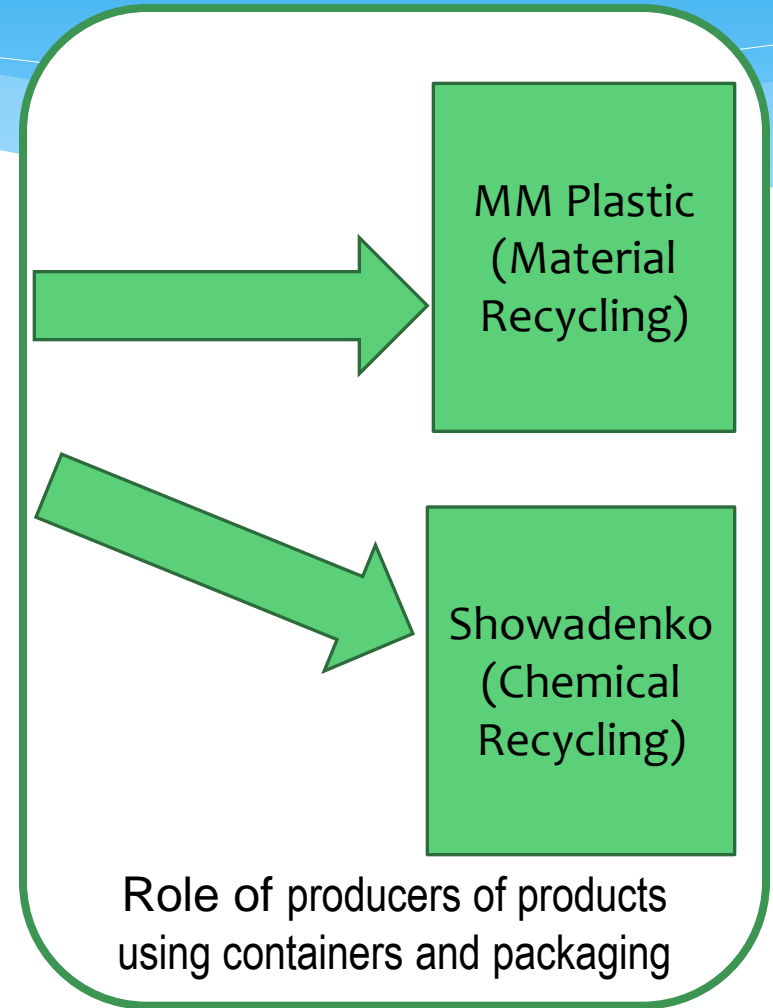 MM Plastic
(Material
Recycling)
Showadenko
(Chemical
Recycling)
Role of producers of products
using containers and packaging